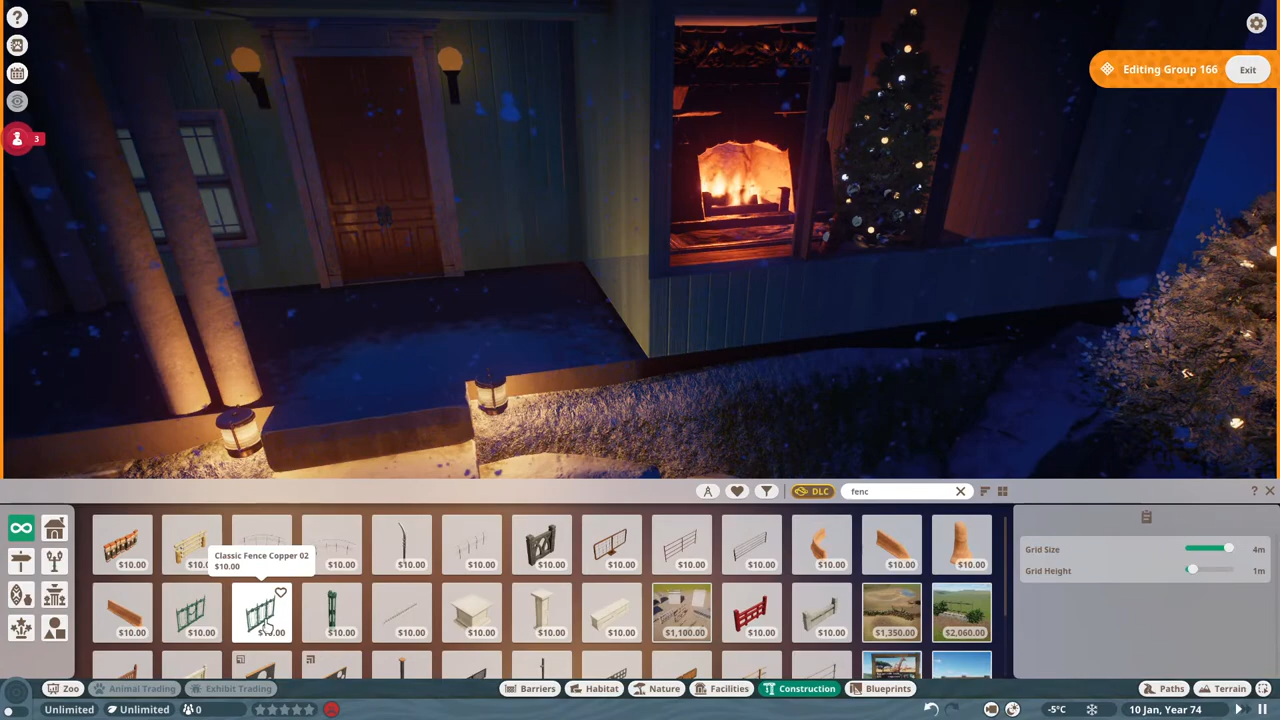 ?
Editing Group 166
Exit
3
DLC
fenc
?
$10.00
$10.00
$10.00
$10.00
$10.00
$10.00
$10.00
$10.00
$10.00
$10.00
$10.00
Classic Fence Copper 02
$10.00
$10.00
$10.00
$10.00
$10.00
$10.00
$10.00
$10.00
$1,100.00
$10.00
$10.00
$1,350.00
$2,060.00
Grid Size
4m
Grid Height
1m
Zoo
Animal Trading
Exhibit Trading
Barriers
Habitat
Nature
Facilities
Construction
Blueprints
Paths
Terrain
Unlimited
Unlimited
0
-5°C
10 Jan, Year 74